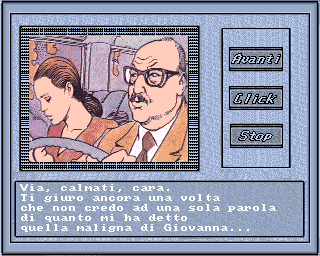 Avanti
Click
Stop
Via, calmati, cara.
Ti giuro ancora una volta
che non credo ad una sola parola
di quanto mi ha detto
quella maligna di Giovanna...